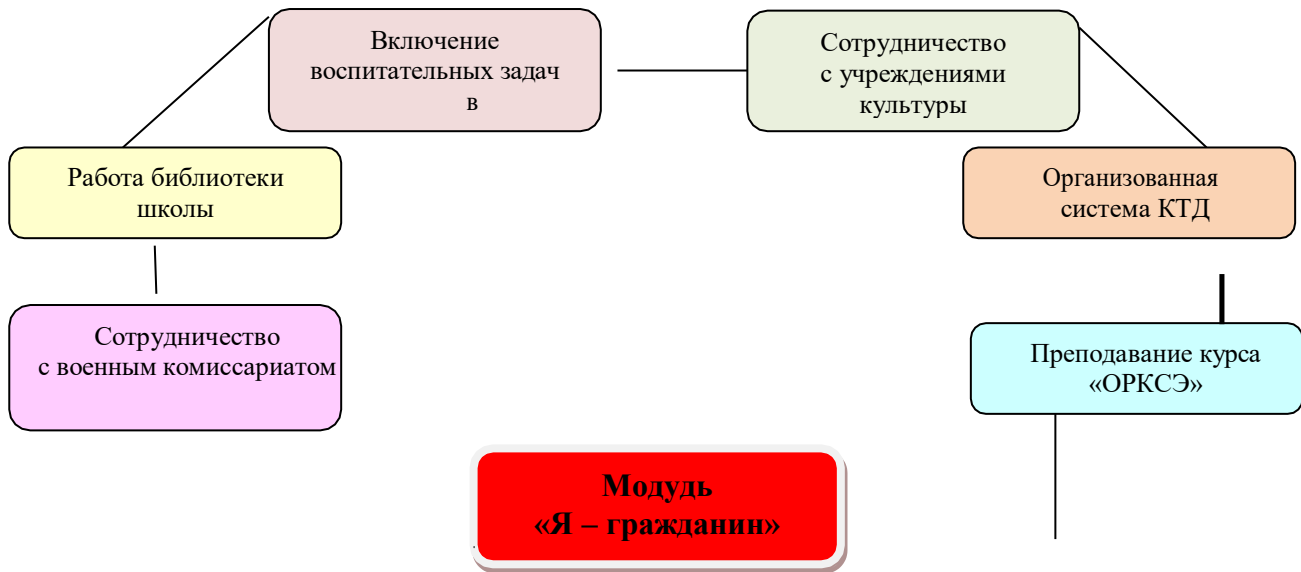 Включение
воспитательных задач
в
Сотрудничество
с учреждениями
культуры
Работа библиотеки
школы
Организованная
система КТД
Сотрудничество
с военным комиссариатом
Преподавание курса
«ОРКСЭ»
Модудь
«Я – гражданин»